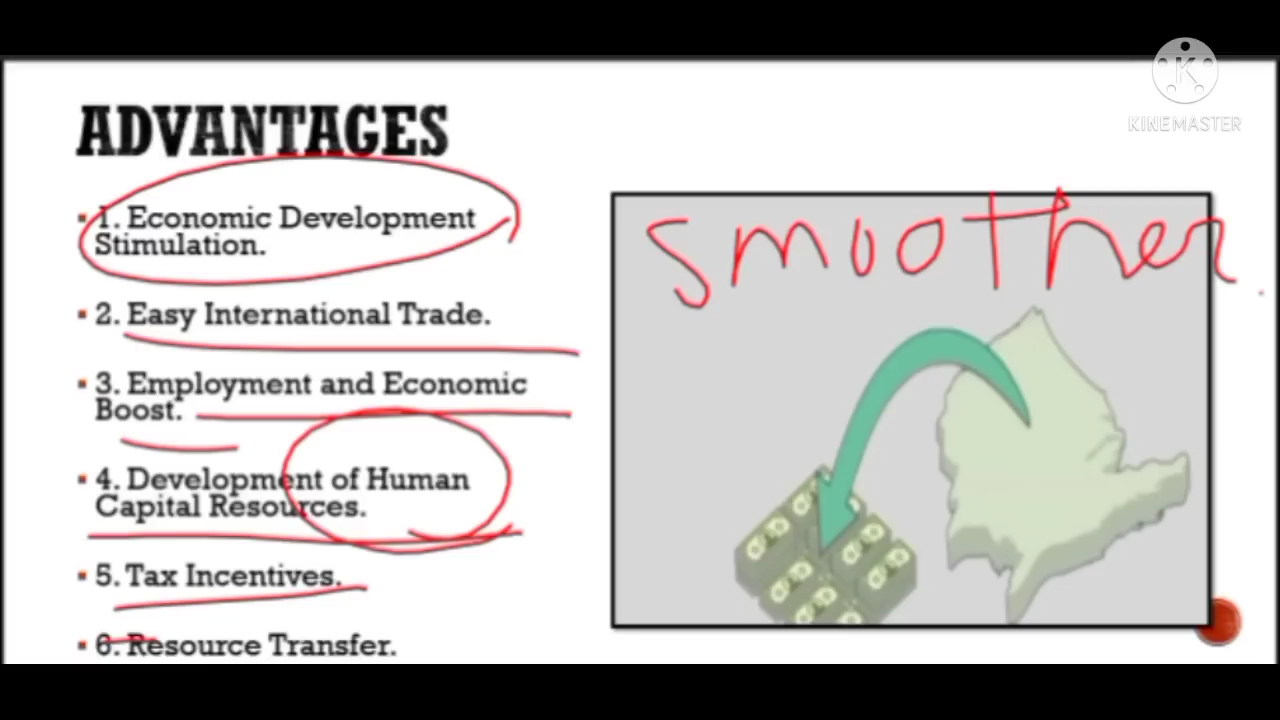 ADVANTAGES
1. Economic Development
Stimulation.
2. Easy International Trade.
3. Employment and Economic
Boost.
4. Development of Human
Capital Resources.
5. Tax Incentives.
6. Resource Transfer.
smoother
K
KINEMASTER